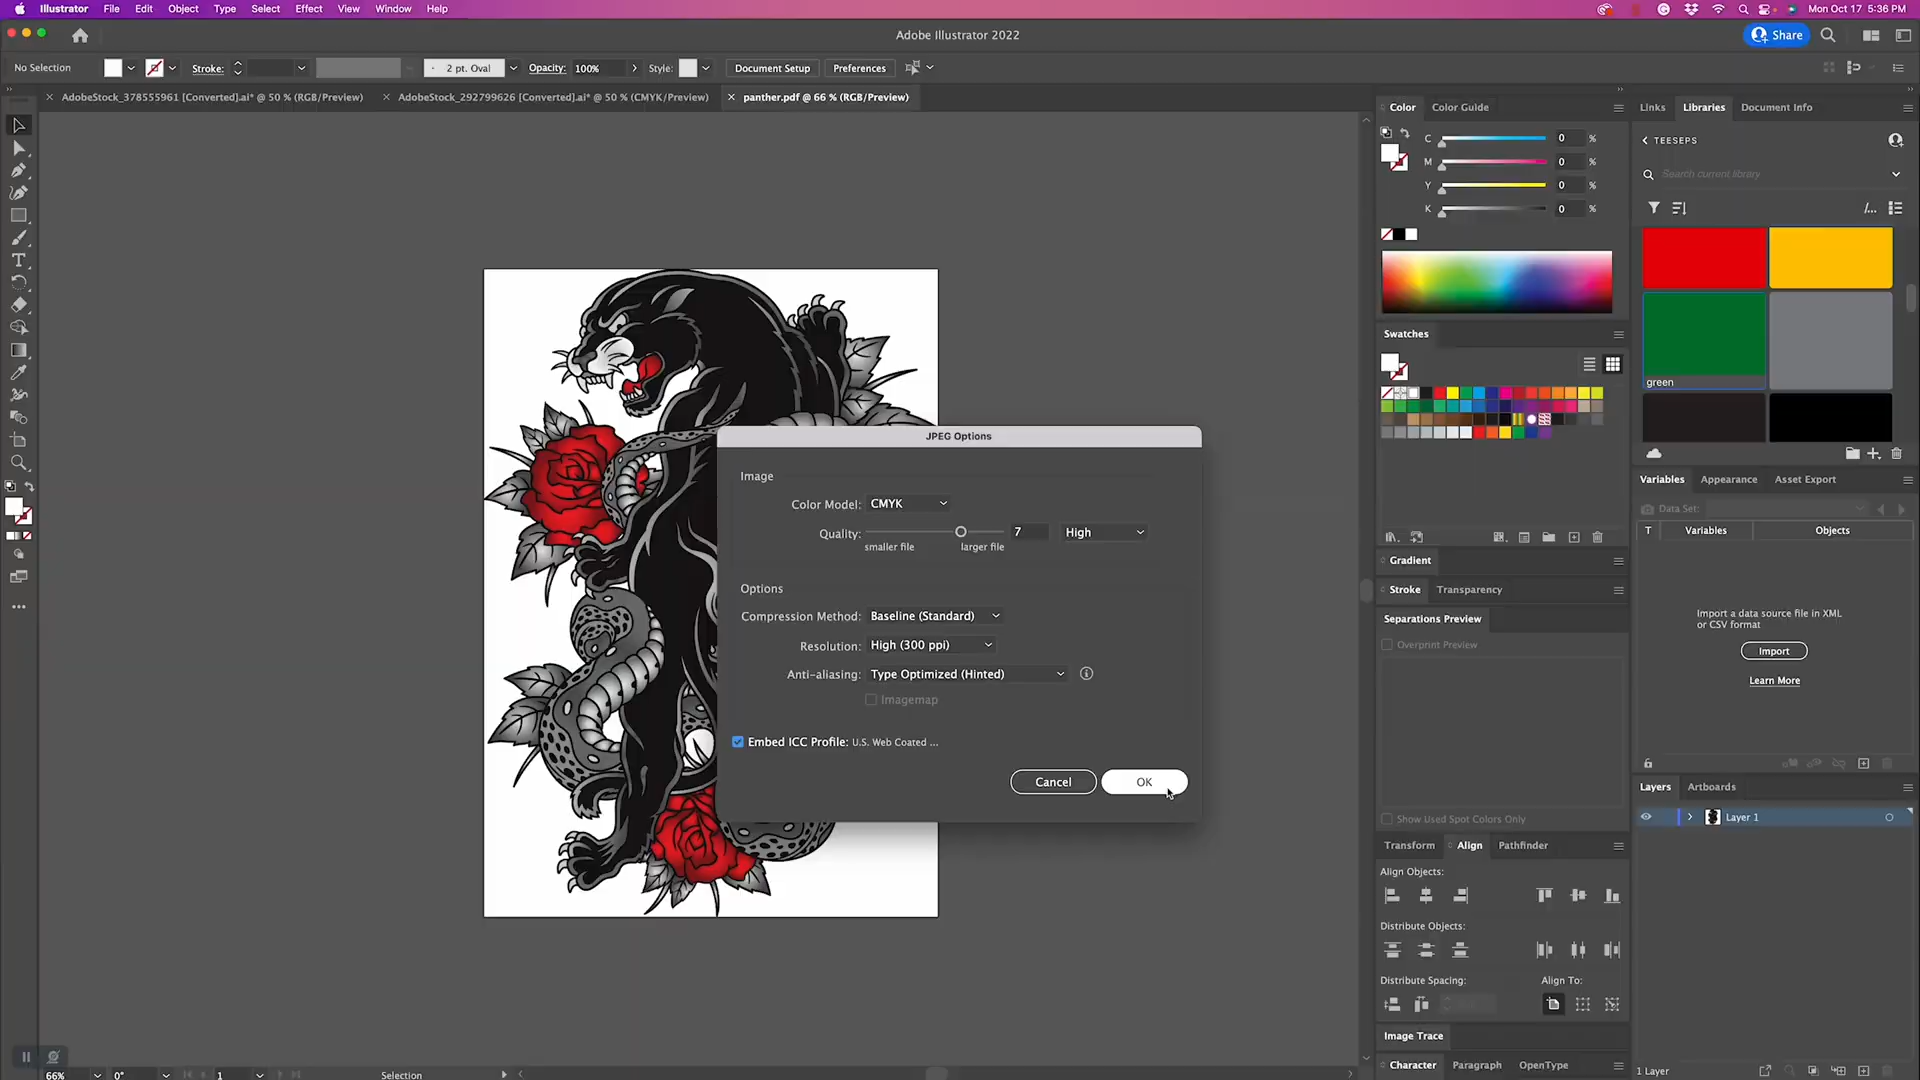 Illustrator File Edit Object Type Select Effect View Window Help
Mon Oct 17 5:36 PM
Adobe Illustrator 2022
Share
No Selection
Stroke:
2 pt. Oval
Opacity: 100%
Style:
Document Setup
Preferences
AdobeStock_378555961 [Converted].ai* @ 50 % (RGB/Preview)
AdobeStock_292799626 [Converted].ai* @ 50 % (CMYK/Preview)
panther.pdf @ 66 % (RGB/Preview)
JPEG Options
Image
Color Model: CMYK
Quality: 7 High
smaller file larger file
Options
Compression Method: Baseline (Standard)
Resolution: High (300 ppi)
Anti-aliasing: Type Optimized (Hinted)
Imagemap
Embed ICC Profile: U.S. Web Coated ...
Cancel OK
Color Color Guide
C 0 %
M 0 %
Y 0 %
K 0 %
Swatches
Gradient
Stroke Transparency
Separations Preview
Overprint Preview
Show Used Spot Colors Only
Transform Align Pathfinder
Align Objects:
Distribute Objects:
Distribute Spacing: Align To:
Image Trace
Character Paragraph OpenType
Links Libraries Document Info
TEESEPS
Search current library
green
Variables Appearance Asset Export
Data Set:
T Variables Objects
Import a data source file in XML
or CSV format
Import
Learn More
Layers Artboards
Layer 1
1 Layer
66% 0° 1 Selection